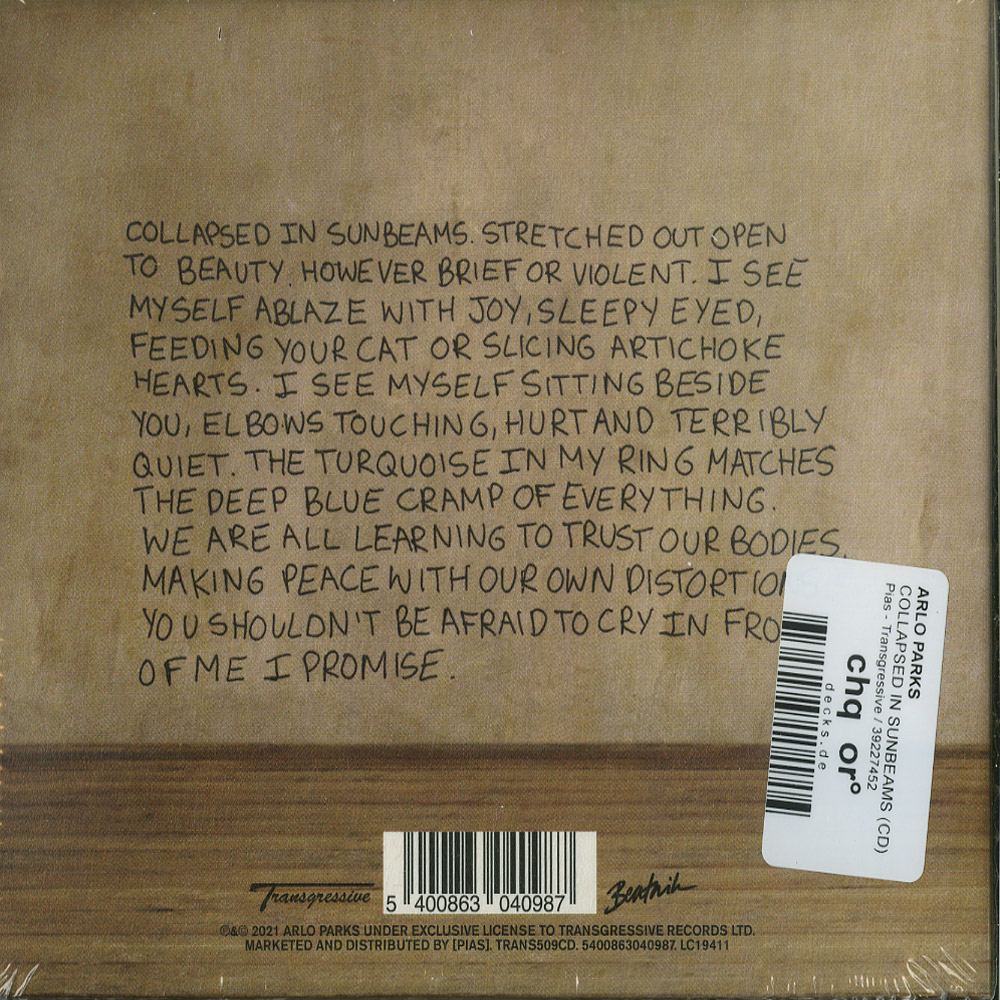 COLLAPSED IN SUNBEAMS. STRETCHED OUT OPEN
TO BEAUTY. HOWEVER BRIEF OR VIOLENT. I SEE
MYSELF ABLAZE WITH JOY, SLEEPY EYED,
FEEDING YOUR CAT OR SLICING ARTICHOKE
HEARTS. I SEE MYSELF SITTING BESIDE
YOU, ELBOWS TOUCHING, HURT AND TERRIBLY
QUIET. THE TURQUOISE IN MY RING MATCHES
THE DEEP BLUE CRAMP OF EVERYTHING.
WE ARE ALL LEARNING TO TRUST OUR BODIES,
MAKING PEACE WITH OUR OWN DISTORTION
YOU SHOULDN'T BE AFRAID TO CRY IN FRO
OF ME I PROMISE.
ARLO PARKS
COLLAPSED IN SUNBEAMS (CD)
Pias - Transgressive / 39227452
chq or°
decks.de
Transgressive
5 400863 040987
Beatnik
℗&© 2021 ARLO PARKS UNDER EXCLUSIVE LICENSE TO TRANSGRESSIVE RECORDS LTD.
MARKETED AND DISTRIBUTED BY [PIAS]. TRANS509CD. 5400863040987. LC19411